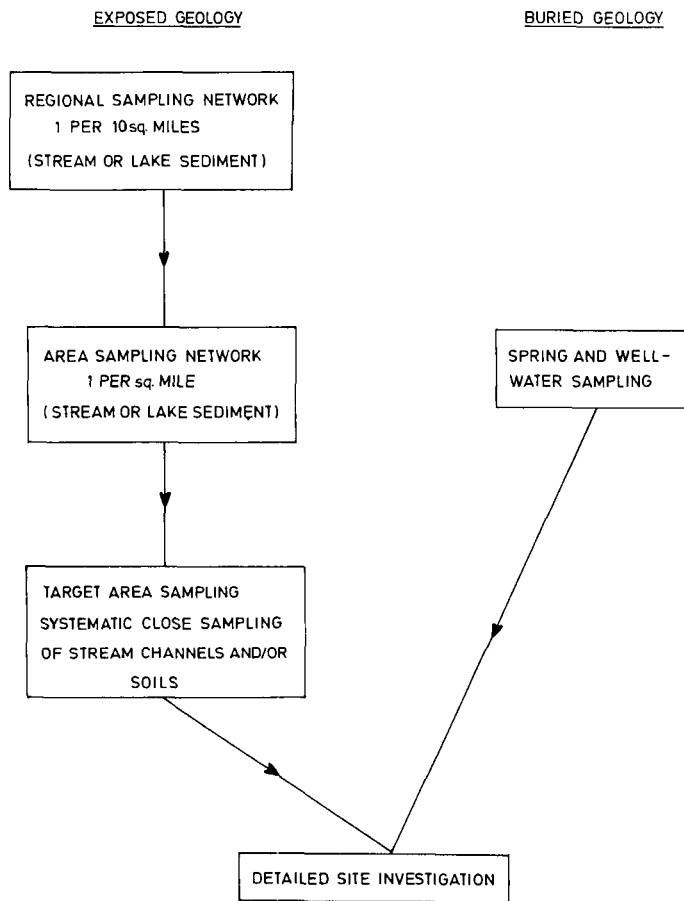 EXPOSED GEOLOGY
BURIED GEOLOGY
REGIONAL SAMPLING NETWORK
1 PER 10 sq. MILES
(STREAM OR LAKE SEDIMENT)
AREA SAMPLING NETWORK
1 PER sq. MILE
(STREAM OR LAKE SEDIMENT)
SPRING AND WELL-
WATER SAMPLING
TARGET AREA SAMPLING
SYSTEMATIC CLOSE SAMPLING
OF STREAM CHANNELS AND/OR
SOILS
DETAILED SITE INVESTIGATION